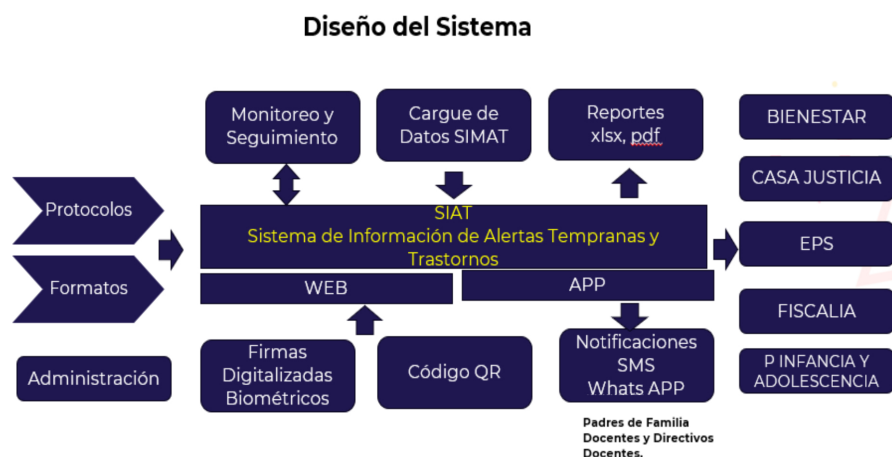 Diseño del Sistema
Monitoreo y
Seguimiento
Cargue de
Datos SIMAT
Reportes
xlsx, pdf
BIENESTAR
CASA JUSTICIA
EPS
FISCALIA
P INFANCIA Y
ADOLESCENCIA
Protocolos
Formatos
Administración
SIAT
Sistema de Información de Alertas Tempranas y
Trastornos
WEB
APP
Firmas
Digitalizadas
Biométricos
Código QR
Notificaciones
SMS
Whats APP
Padres de Familia
Docentes y Directivos
Docentes.